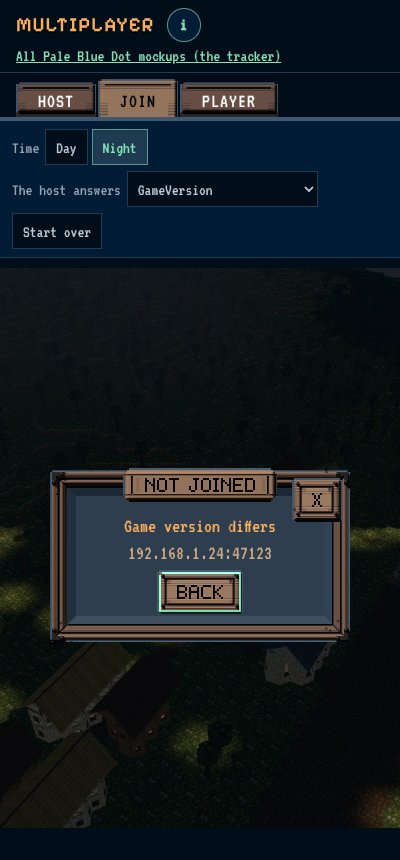 MULTIPLAYER i
All Pale Blue Dot mockups (the tracker)
HOST JOIN PLAYER
Time Day Night
The host answers GameVersion
Start over
NOT JOINED
X
Game version differs
192.168.1.24:47123
BACK